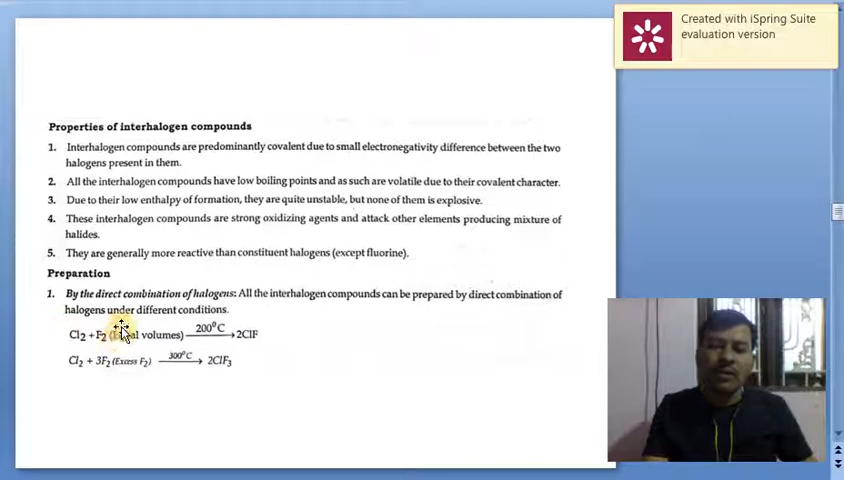 Created with iSpring Suite
evaluation version
Properties of interhalogen compounds
1. Interhalogen compounds are predominantly covalent due to small electronegativity difference between the two
halogens present in them.
2. All the interhalogen compounds have low boiling points and as such are volatile due to their covalent character.
3. Due to their low enthalpy of formation, they are quite unstable, but none of them is explosive.
4. These interhalogen compounds are strong oxidizing agents and attack other elements producing mixture of
halides.
5. They are generally more reactive than constituent halogens (except fluorine).
Preparation
1. By the direct combination of halogens: All the interhalogen compounds can be prepared by direct combination of
halogens under different conditions.
Cl₂ + F₂ (Equal volumes) 200⁰C → 2ClF
Cl₂ + 3F₂ (Excess F₂) 300⁰C → 2ClF₃